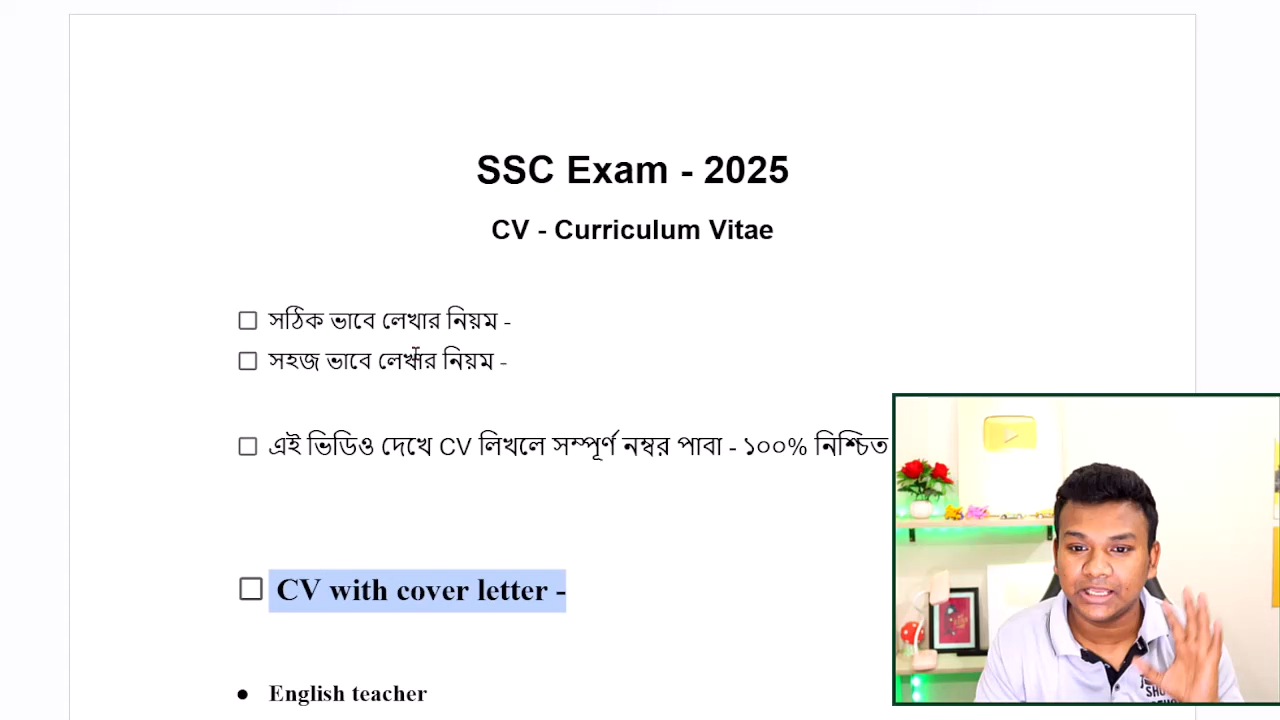 SSC Exam - 2025
CV - Curriculum Vitae
সঠিক ভাবে লেখার নিয়ম -
সহজ ভাবে লেখার নিয়ম -
এই ভিডিও দেখে CV লিখলে সম্পূর্ণ নম্বর পাবা - ১০০% নিশ্চিত
CV with cover letter -
English teacher